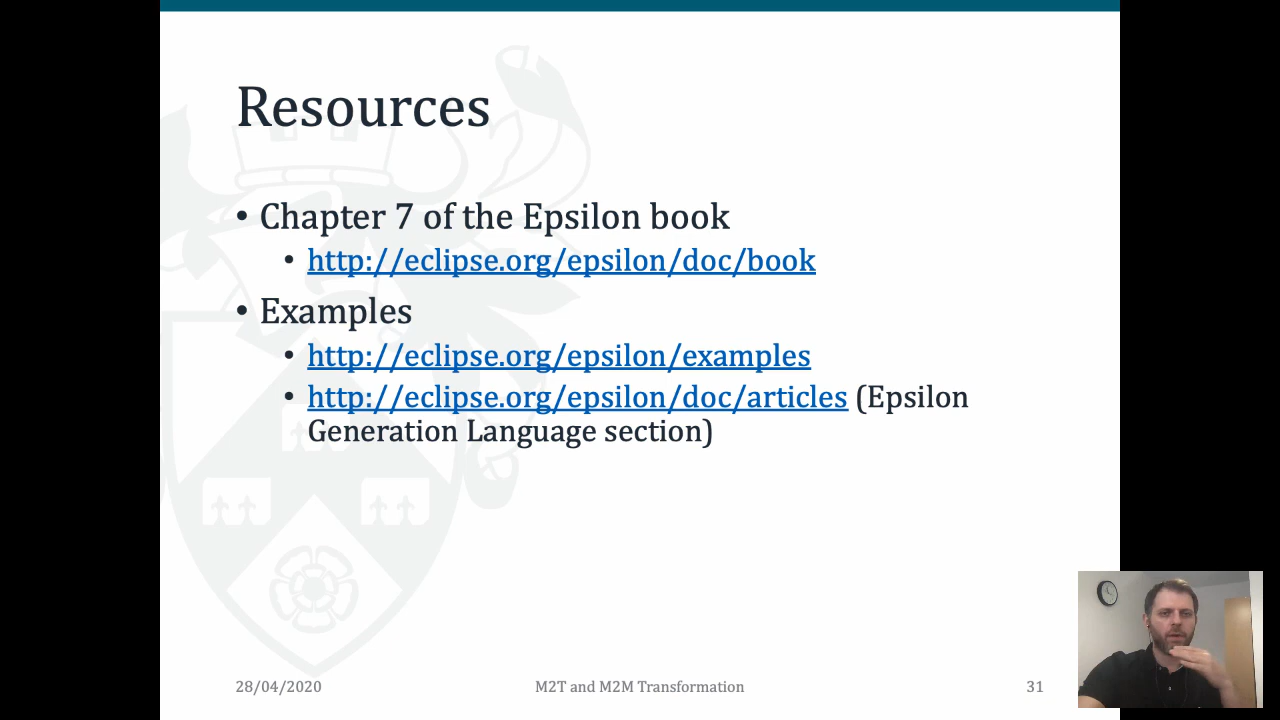 Resources
• Chapter 7 of the Epsilon book
• http://eclipse.org/epsilon/doc/book
• Examples
• http://eclipse.org/epsilon/examples
• http://eclipse.org/epsilon/doc/articles (Epsilon
Generation Language section)
28/04/2020 M2T and M2M Transformation 31